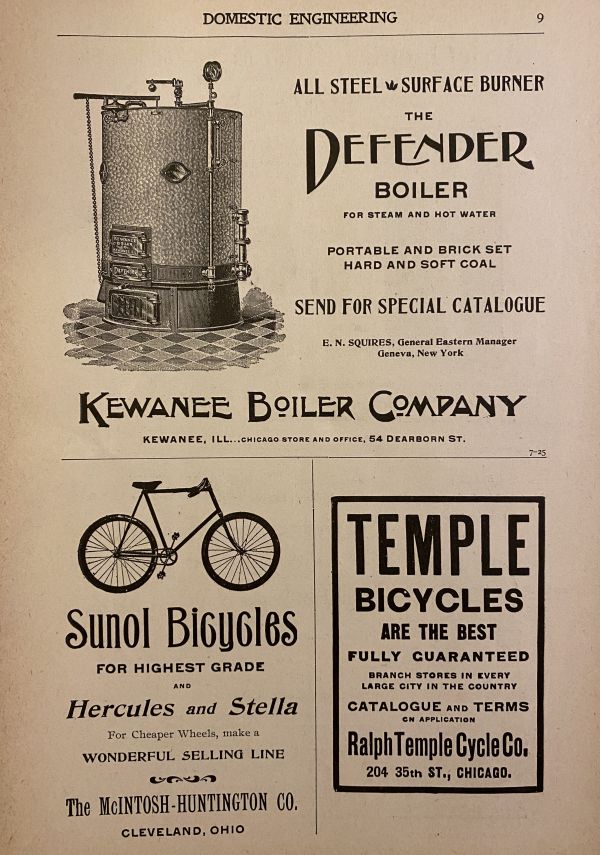 DOMESTIC ENGINEERING 9
ALL STEEL SURFACE BURNER
THE
DEFENDER
BOILER
FOR STEAM AND HOT WATER
PORTABLE AND BRICK SET
HARD AND SOFT COAL
SEND FOR SPECIAL CATALOGUE
E. N. SQUIRES, General Eastern Manager
Geneva, New York
KEWANEE BOILER COMPANY
KEWANEE, ILL...CHICAGO STORE AND OFFICE, 54 DEARBORN ST.
7-25
Sunol Bicycles
FOR HIGHEST GRADE
AND
Hercules and Stella
For Cheaper Wheels, make a
WONDERFUL SELLING LINE
The McINTOSH-HUNTINGTON CO.
CLEVELAND, OHIO
TEMPLE
BICYCLES
ARE THE BEST
FULLY GUARANTEED
BRANCH STORES IN EVERY
LARGE CITY IN THE COUNTRY
CATALOGUE AND TERMS
ON APPLICATION
Ralph Temple Cycle Co.
204 35th ST., CHICAGO.